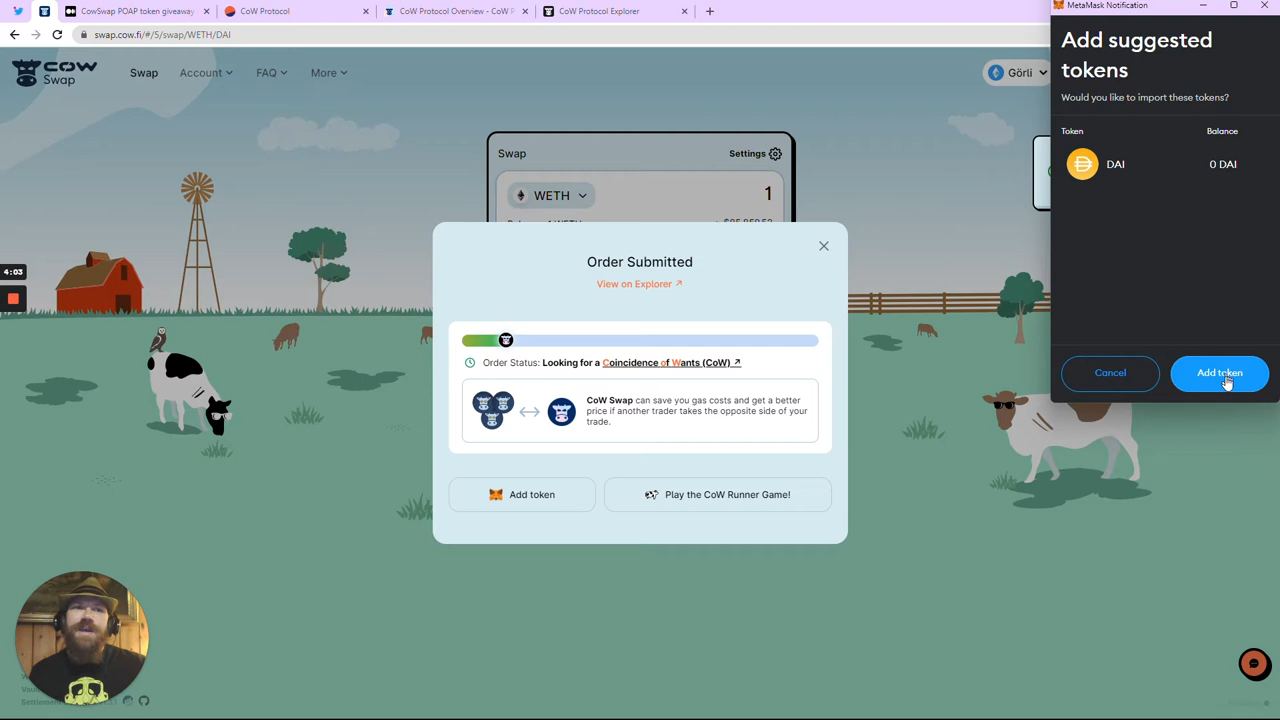 CowSwap POAP token giveaway
CoW Protocol
CoW Protocol Overview - CoW P
CoW Protocol Explorer
swap.cow.fi/#/5/swap/WETH/DAI
COW
Swap
Swap
Account
FAQ
More
Görli
Swap
Settings
WETH
1
Order Submitted
View on Explorer ↗
Order Status: Looking for a Coincidence of Wants (CoW) ↗
CoW Swap can save you gas costs and get a better
price if another trader takes the opposite side of your
trade.
Add token
Play the CoW Runner Game!
4:03
MetaMask Notification
Add suggested
tokens
Would you like to import these tokens?
Token
Balance
DAI
0 DAI
Cancel
Add token